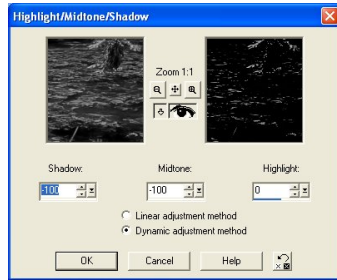 Highlight/Midtone/Shadow
Zoom 1:1
Shadow: Midtone: Highlight:
-100 -100 0
Linear adjustment method
Dynamic adjustment method
OK Cancel Help